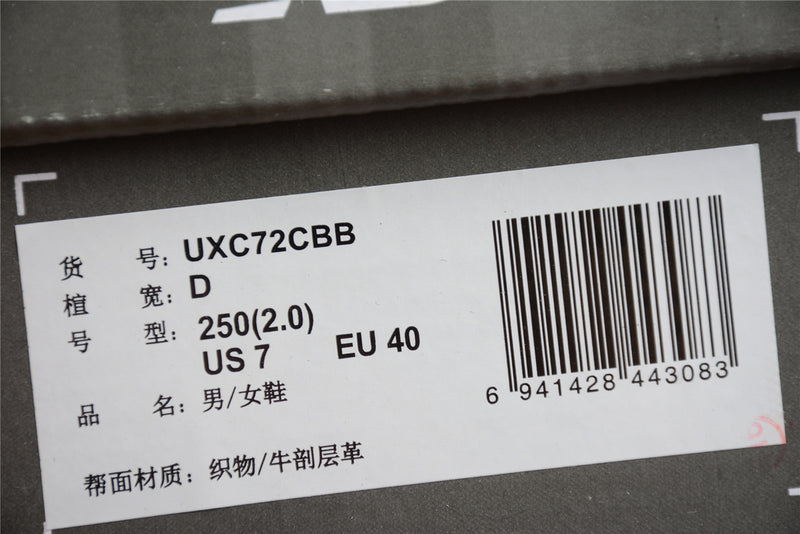 货 号：UXC72CBB
楦 宽：D
号 型：250(2.0)
US 7 EU 40
品 名：男/女鞋
帮面材质：织物/牛剖层革
6 941428 443083